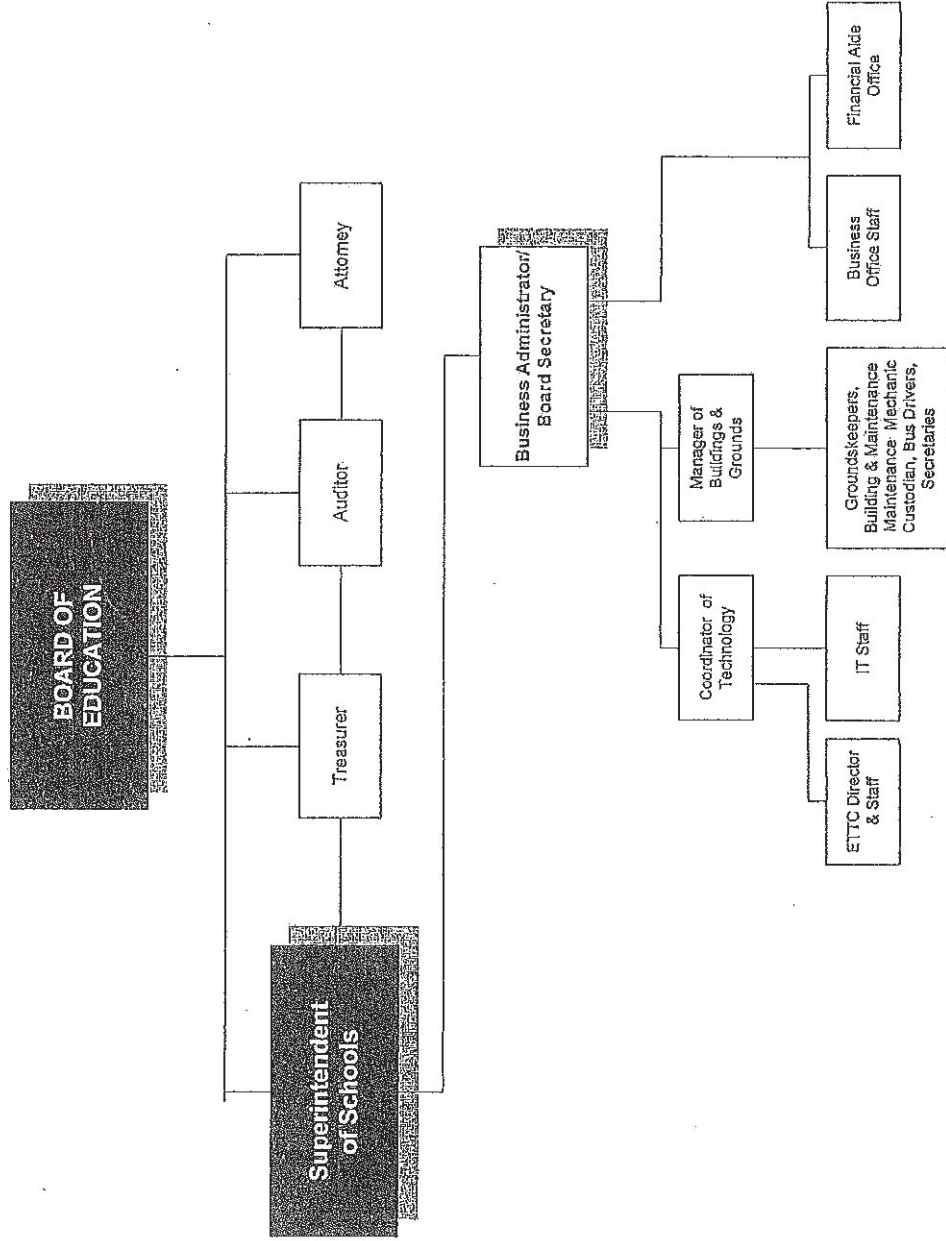 BOARD OF
EDUCATION
Superintendent
of Schools
Treasurer
Auditor
Attorney
Business Administrator/
Board Secretary
Coordinator of
Technology
Manager of
Buildings &
Grounds
ETTC Director
& Staff
IT Staff
Groundskeepers,
Building & Maintenance
Maintenance Mechanic
Custodian, Bus Drivers,
Secretaries
Business
Office Staff
Financial Aide
Office